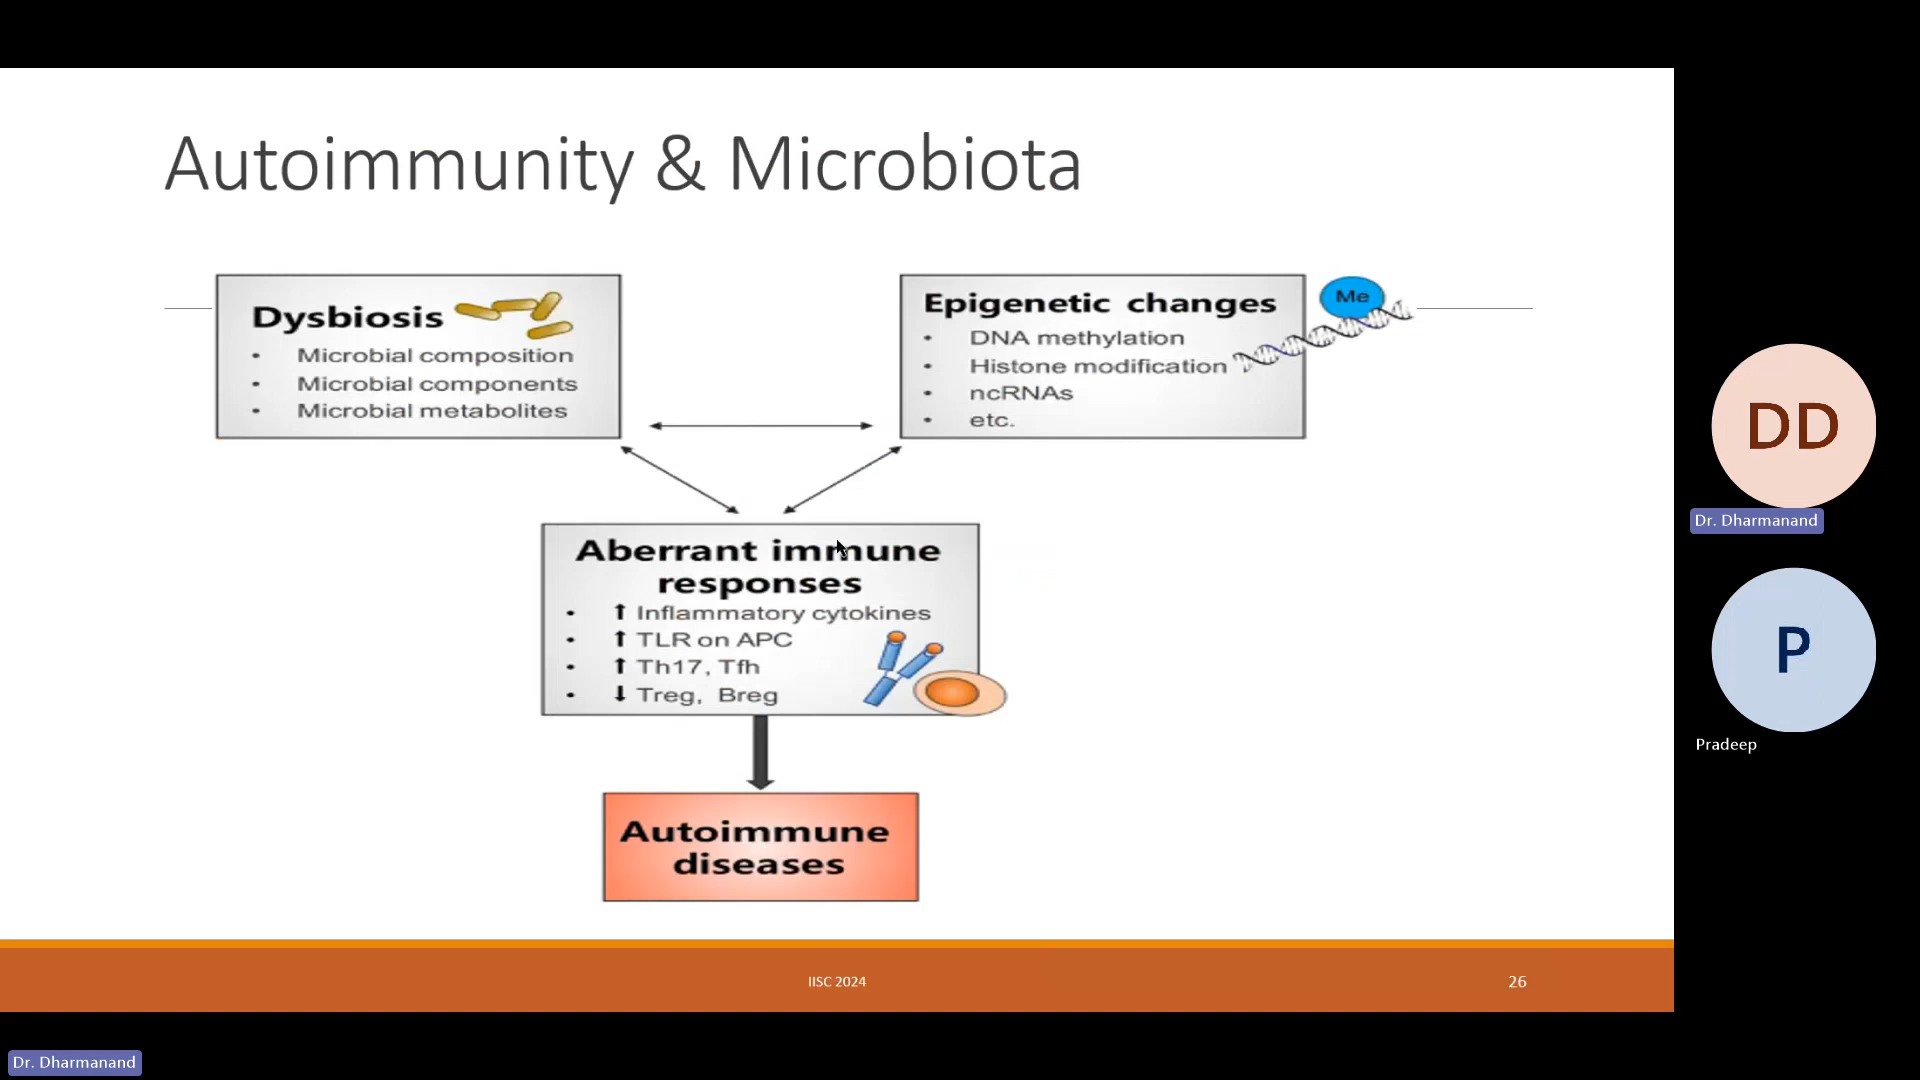 Autoimmunity & Microbiota
Dysbiosis
• Microbial composition
• Microbial components
• Microbial metabolites
Epigenetic changes
• DNA methylation
• Histone modification
• ncRNAs
• etc.
Me
Aberrant immune
responses
• ↑ Inflammatory cytokines
• ↑ TLR on APC
• ↑ Th17, Tfh
• ↓ Treg, Breg
Autoimmune
diseases
IISC 2024
26
DD
Dr. Dharmanand
P
Pradeep
Dr. Dharmanand